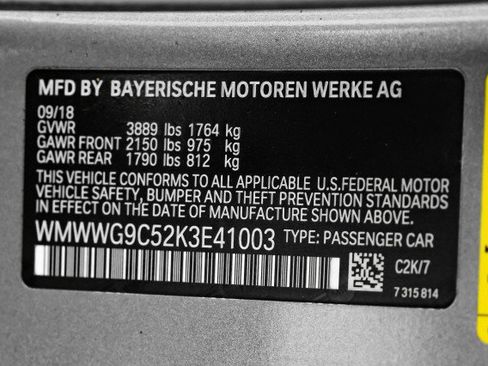 MFD BY BAYERISCHE MOTOREN WERKE AG
09/18
GVWR 3889 lbs 1764 kg
GAWR FRONT 2150 lbs 975 kg
GAWR REAR 1790 lbs 812 kg
THIS VEHICLE CONFORMS TO ALL APPLICABLE U.S.FEDERAL MOTOR
VEHICLE SAFETY, BUMPER AND THEFT PREVENTION STANDARDS
IN EFFECT ON THE DATE OF MANUFACTURE SHOWN ABOVE.
WMWWG9C52K3E41003 TYPE: PASSENGER CAR
C2K/7
7 315 814